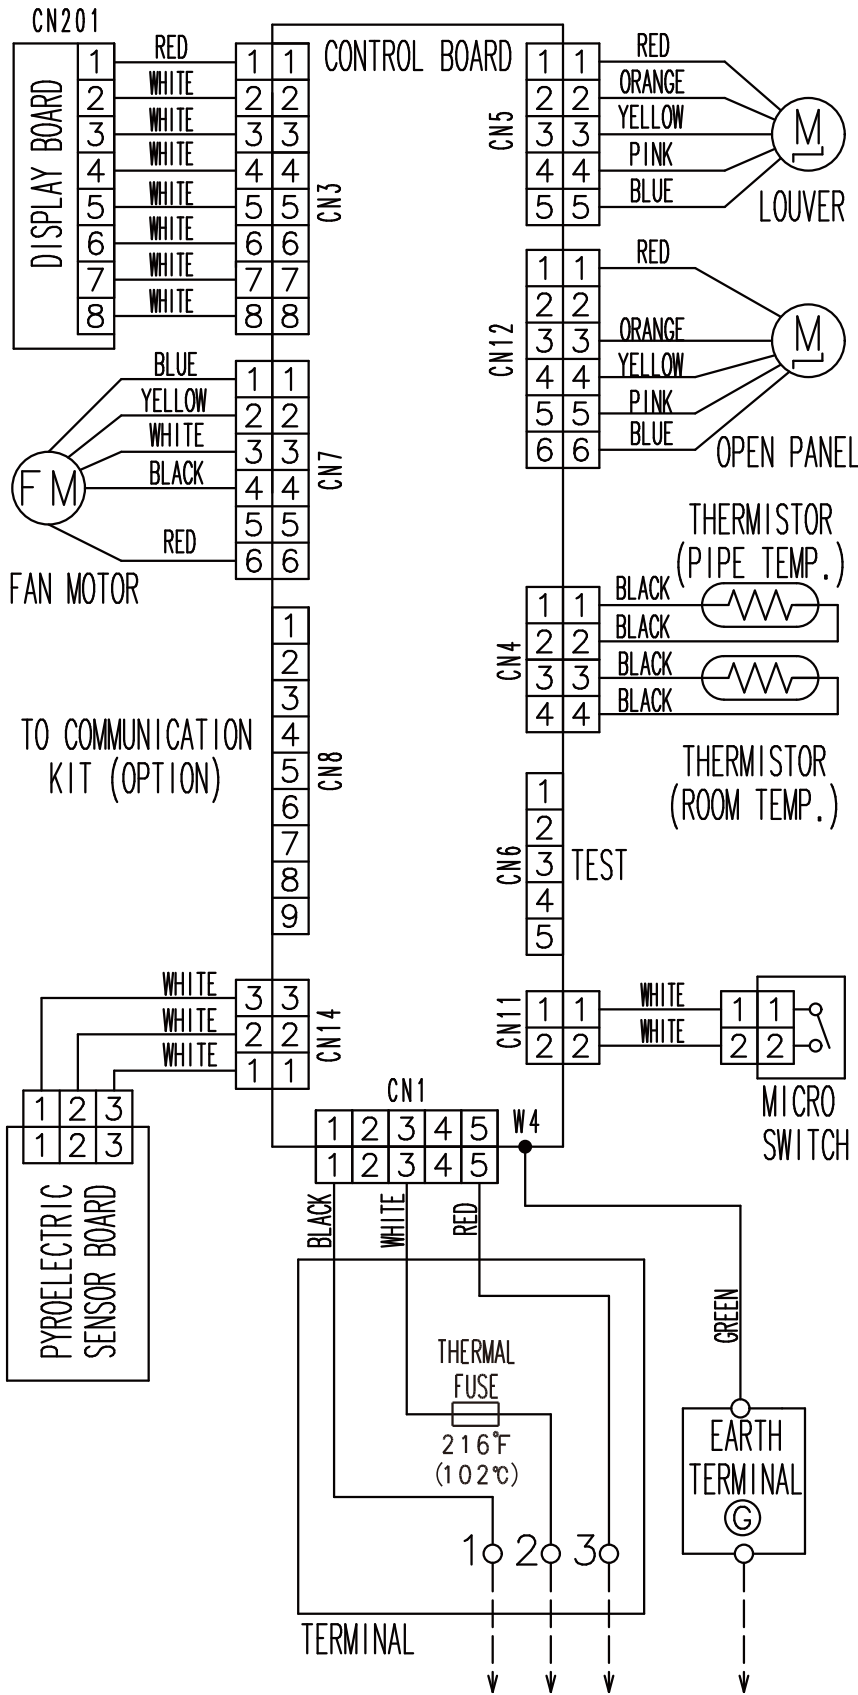 CN201
DISPLAY BOARD
1
2
3
4
5
6
7
8
RED
WHITE
WHITE
WHITE
WHITE
WHITE
WHITE
WHITE
1 1
2 2
3 3
4 4
5 5
6 6
7 7
8 8
CN3
CONTROL BOARD
CN5
1 1
2 2
3 3
4 4
5 5
RED
ORANGE
YELLOW
PINK
BLUE
M
LOUVER
CN12
1 1
2 2
3 3
4 4
5 5
6 6
RED
ORANGE
YELLOW
PINK
BLUE
M
OPEN PANEL
FM
FAN MOTOR
BLUE
YELLOW
WHITE
BLACK
RED
1 1
2 2
3 3
4 4
5 5
6 6
CN7
THERMISTOR
(PIPE TEMP.)
CN4
1 1
2 2
3 3
4 4
BLACK
BLACK
BLACK
BLACK
THERMISTOR
(ROOM TEMP.)
TO COMMUNICATION
KIT (OPTION)
1
2
3
4
5
6
7
8
9
CN8
CN6
1
2
3
4
5
TEST
WHITE
WHITE
WHITE
3 3
2 2
1 1
CN14
1 2 3
1 2 3
PYROELECTRIC
SENSOR BOARD
CN11
1 1
2 2
WHITE
WHITE
1 1
2 2
MICRO
SWITCH
CN1
1 2 3 4 5
1 2 3 4 5
W4
BLACK
WHITE
RED
GREEN
THERMAL
FUSE
216°F
(102℃)
1 2 3
TERMINAL
EARTH
TERMINAL
G